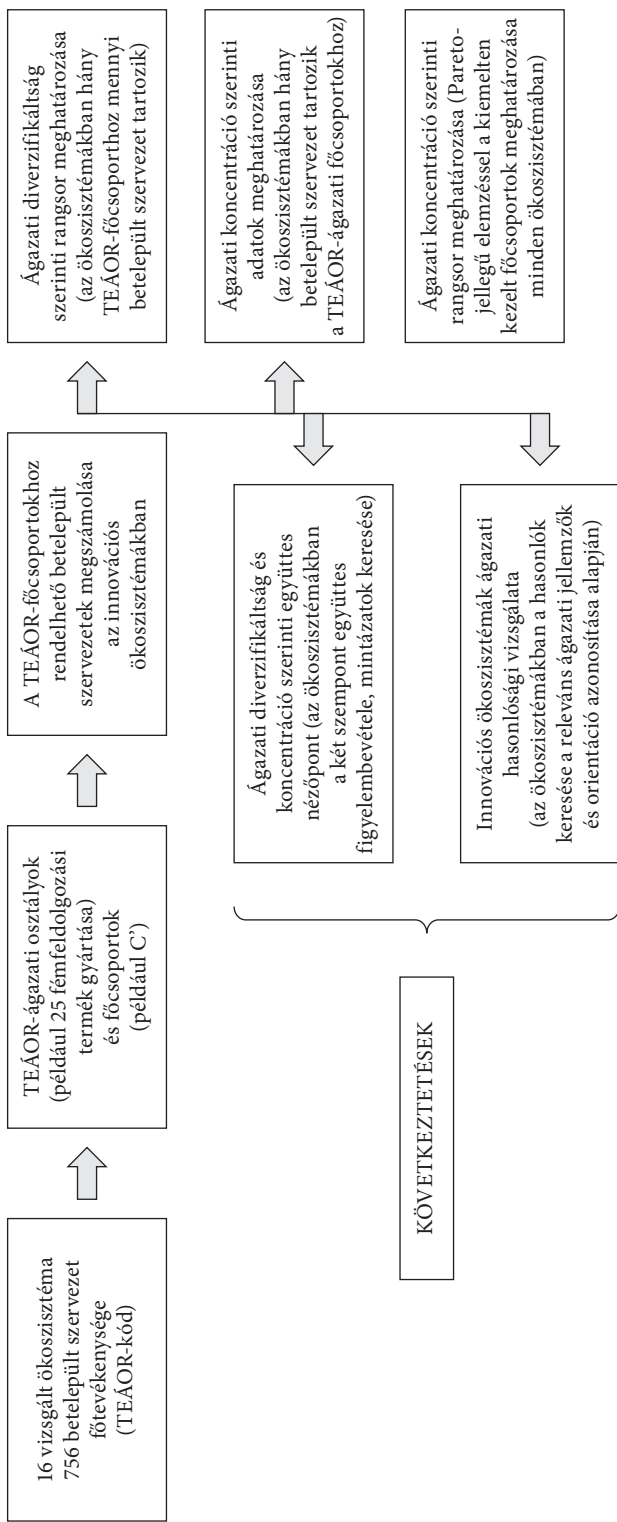 16 vizsgált ökoszisztéma
756 betelepült szervezet
főtevékenysége
(TEÁOR-kód)
TEÁOR-ágazati osztályok
(például 25 fémfeldolgozási
termék gyártása)
és főcsoportok
(például C’)
A TEÁOR-főcsoportokhoz
rendelhető betelepült
szervezetek megszámolása
az innovációs
ökoszisztémákban
Ágazati diverzifikáltság
szerinti rangsor meghatározása
(az ökoszisztémákban hány
TEÁOR-főcsoporthoz mennyi
betelepült szervezet tartozik)
Ágazati koncentráció szerinti
adatok meghatározása
(az ökoszisztémákban hány
betelepült szervezet tartozik
a TEÁOR-ágazati főcsoportokhoz)
Ágazati koncentráció szerinti
rangsor meghatározása (Pareto-
jellegű elemzéssel a kiemelten
kezelt főcsoportok meghatározása
minden ökoszisztémában)
Ágazati diverzifikáltság és
koncentráció szerinti együttes
nézőpont (az ökoszisztémákban
a két szempont együttes
figyelembevétele, mintázatok keresése)
Innovációs ökoszisztémák ágazati
hasonlósági vizsgálata
(az ökoszisztémákban a hasonlók
keresése a releváns ágazati jellemzők
és orientáció azonosítása alapján)
KÖVETKEZTETÉSEK